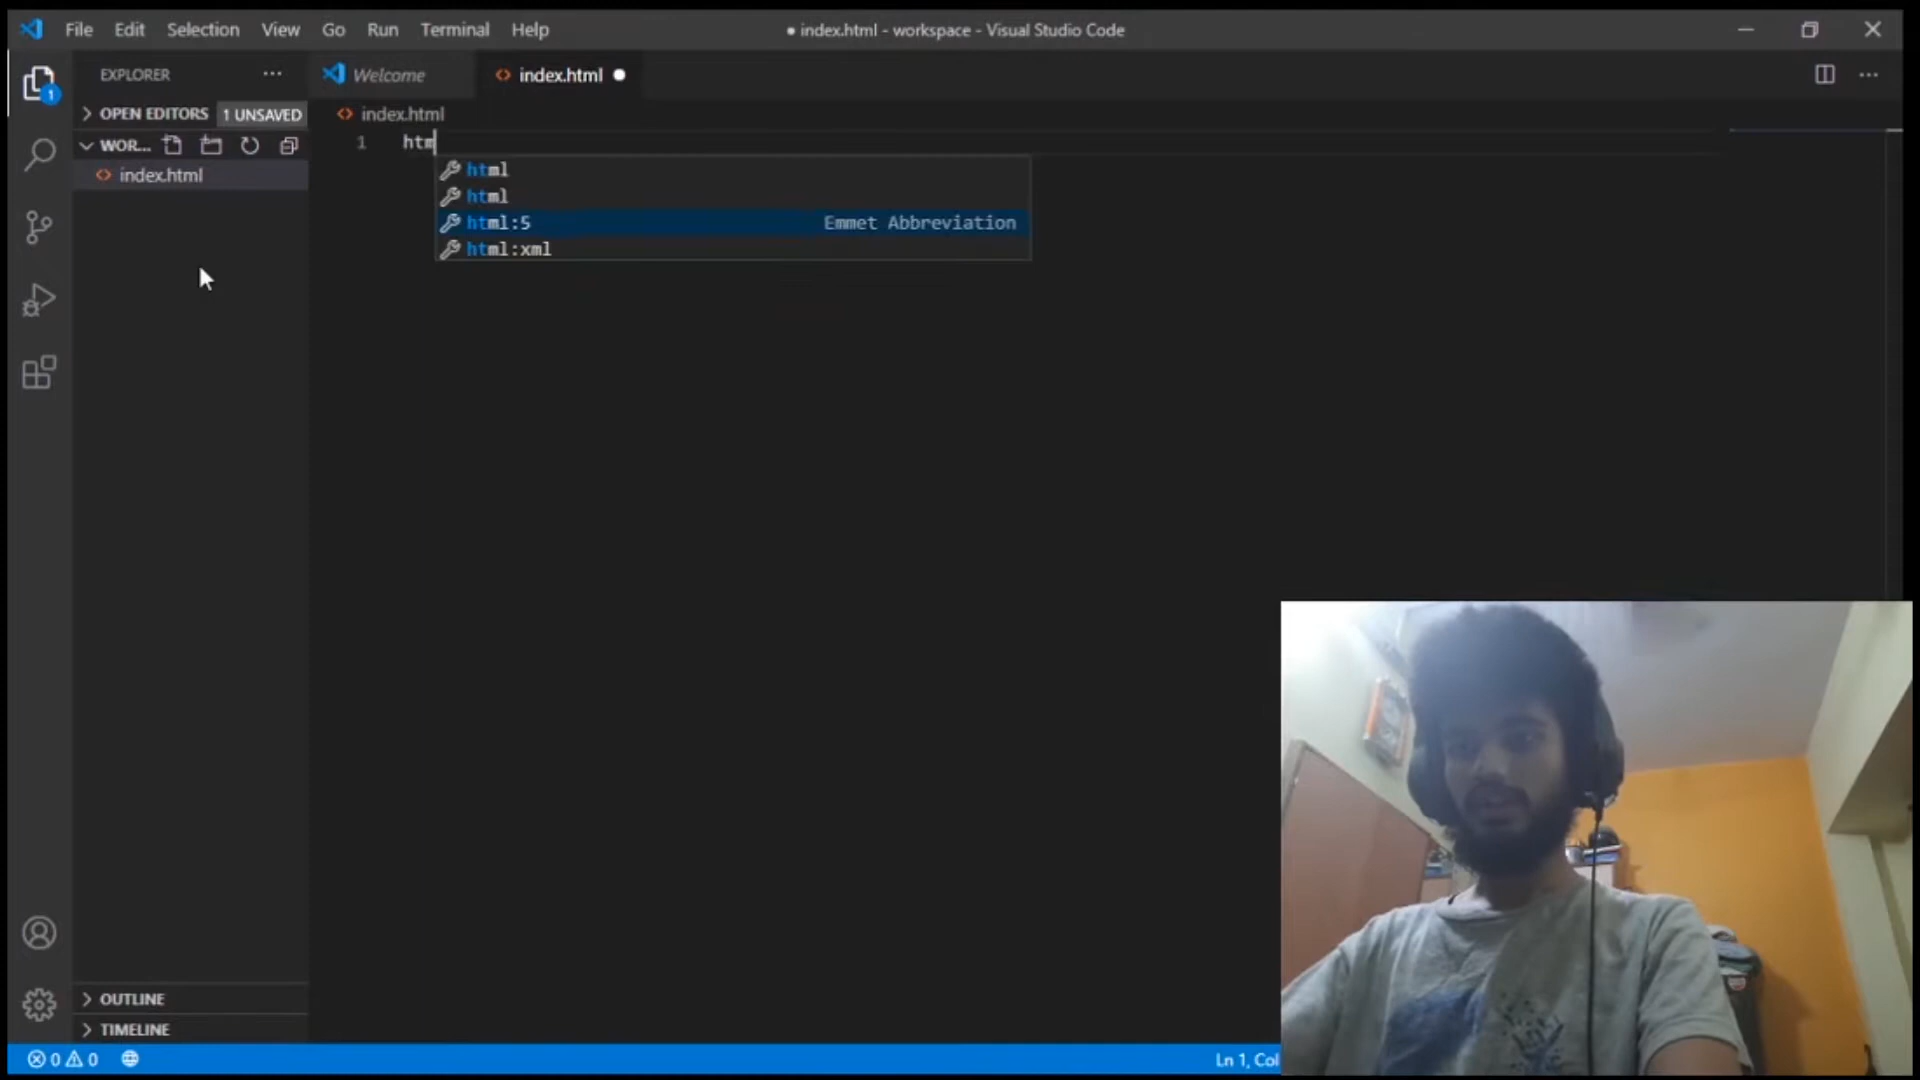 File Edit Selection View Go Run Terminal Help
● index.html - workspace - Visual Studio Code
EXPLORER
Welcome
index.html
OPEN EDITORS 1 UNSAVED
index.html
WOR...
1 htm
html
index.html
html
html:5 Emmet Abbreviation
html:xml
1
OUTLINE
TIMELINE
0 0
Ln 1, Col